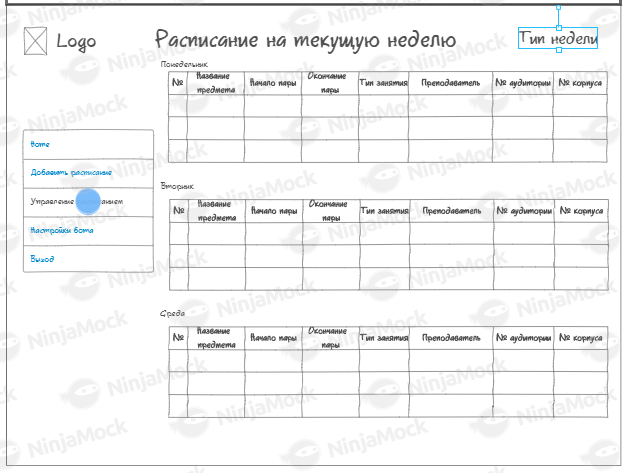 Logo
Расписание на текущую неделю
Тип недели
Понедельник
№ Название предмета Начало пары Окончание пары Тип занятия Преподаватель № аудитории № корпуса
Home
Добавить расписание
Управление анием
Настройки бота
Выход
Вторник
№ Название предмета Начало пары Окончание пары Тип занятия Преподаватель № аудитории № корпуса
Среда
№ Название предмета Начало пары Окончание пары Тип занятия Преподаватель № аудитории № корпуса
NinjaMock